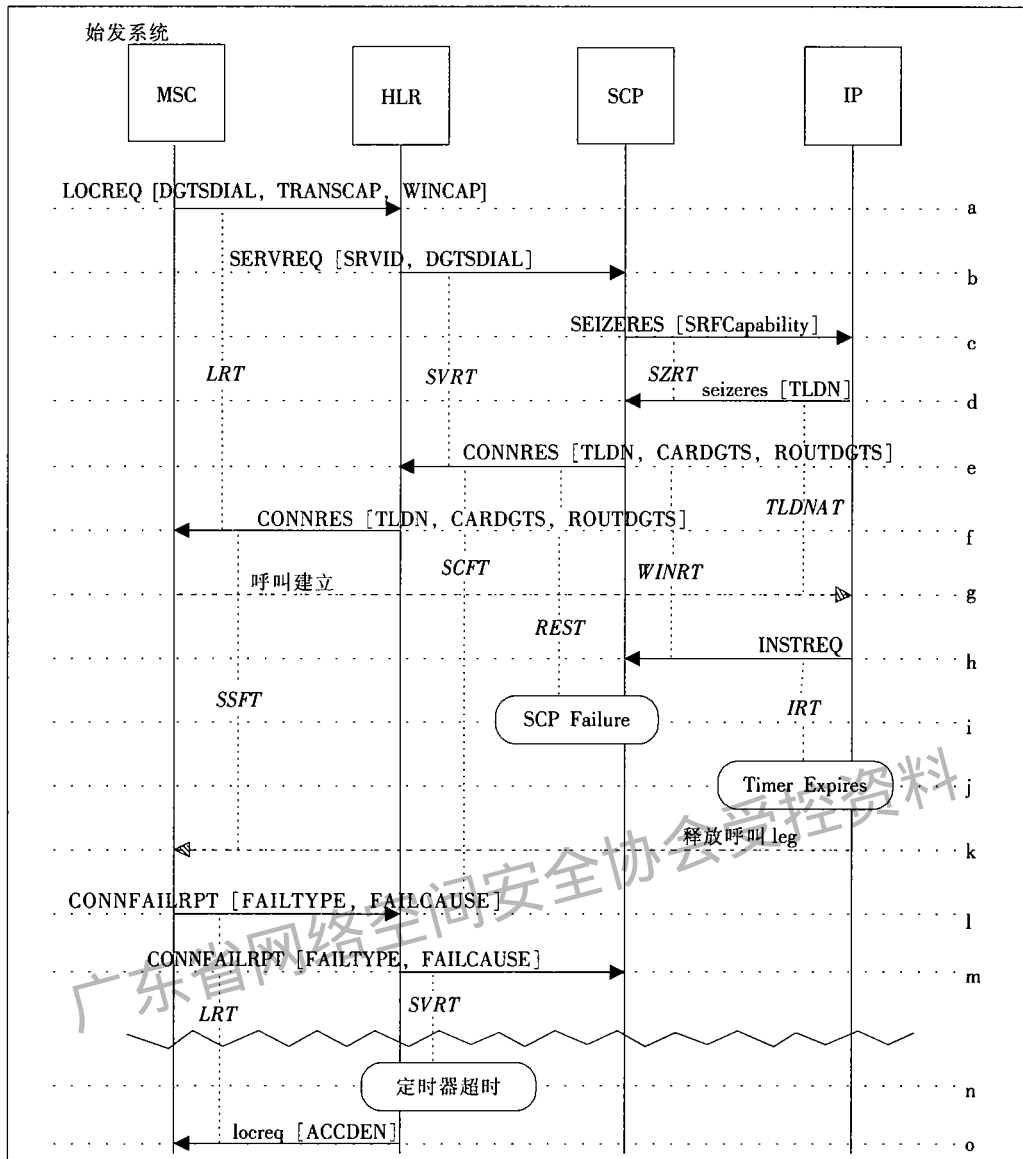 始发系统
MSC
HLR
SCP
IP
LOCREQ [DGTSDIAL, TRANSCAP, WINCAP]
a
SERVREQ [SRVID, DGTSDIAL]
b
SEIZERES [SRFCapability]
c
LRT
SVRT
SZRT
seizeres [TLDN]
d
CONNRES [TLDN, CARDGTS, ROUTDGTS]
e
TLDNAT
CONNRES [TLDN, CARDGTS, ROUTDGTS]
f
SCFT
WINRT
呼叫建立
g
REST
INSTREQ
h
SSFT
IRT
SCP Failure
i
Timer Expires
j
释放呼叫leg
k
CONNFAILRPT [FAILTYPE, FAILCAUSE]
l
CONNFAILRPT [FAILTYPE, FAILCAUSE]
m
LRT
SVRT
定时器超时
n
locreq [ACCDEN]
o
广东省网络空间安全协会受控资料